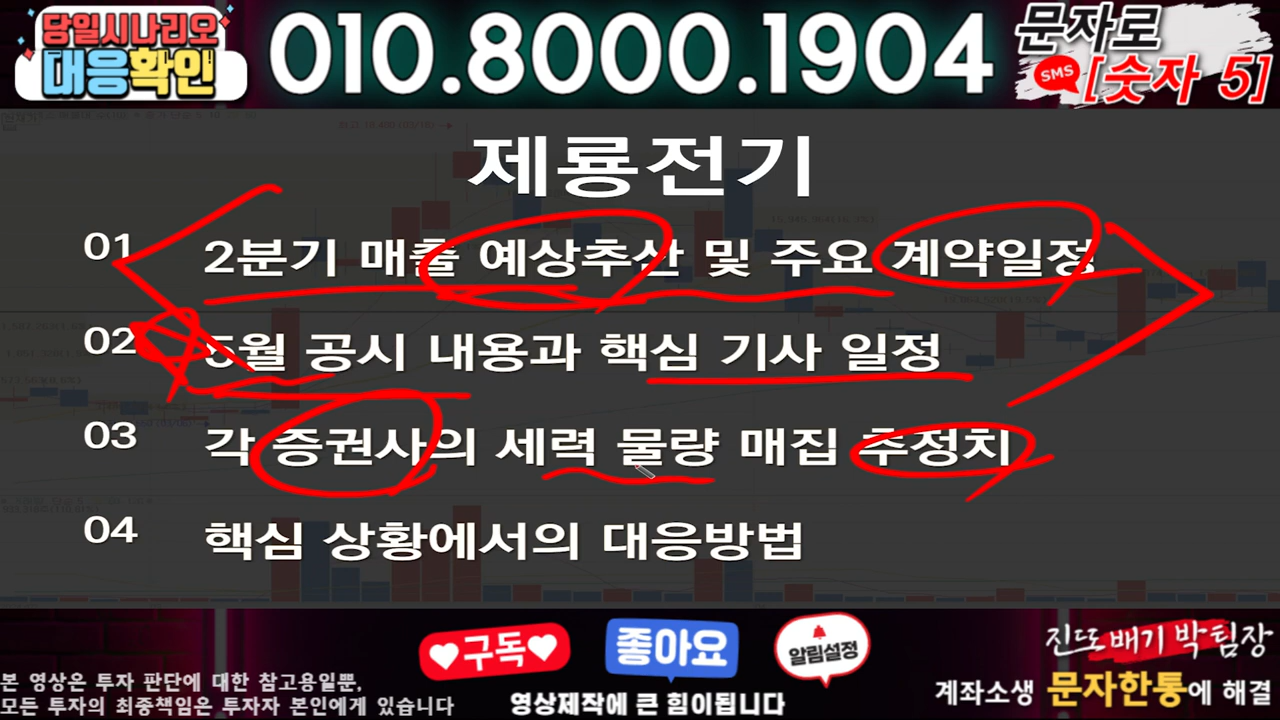 당일시나리오
대응확인
010.8000.1904
문자로
SMS
[숫자 5]
제룡전기
01 2분기 매출 예상추산 및 주요 계약일정
02 5월 공시 내용과 핵심 기사 일정
03 각 증권사의 세력 물량 매집 추정치
04 핵심 상황에서의 대응방법
구독
좋아요
알림설정
영상제작에 큰 힘이됩니다
본 영상은 투자 판단에 대한 참고용일뿐,
모든 투자의 최종책임은 투자자 본인에게 있습니다
진또배기 박팀장
계좌소생 문자한통에 해결